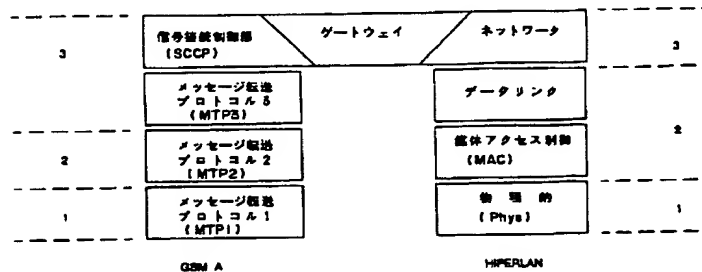 3
信号接続制御部
(SCCP)
ゲートウェイ
ネットワーク
3
メッセージ転送
プロトコル3
(MTP3)
データリンク
2
メッセージ転送
プロトコル2
(MTP2)
媒体アクセス制御
(MAC)
2
1
メッセージ転送
プロトコル1
(MTP1)
物理的
(Phys)
1
GSM A
HIPERLAN